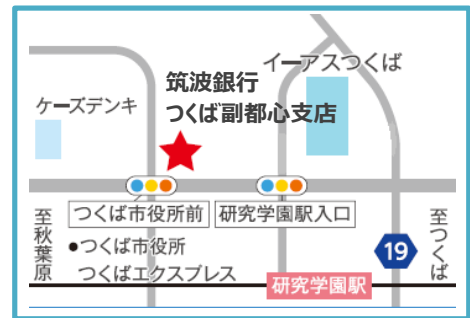 イーアスつくば
筑波銀行
つくば副都心支店
ケーズデンキ
つくば市役所前
研究学園駅入口
至秋葉原
●つくば市役所
つくばエクスプレス
研究学園駅
19
至つくば